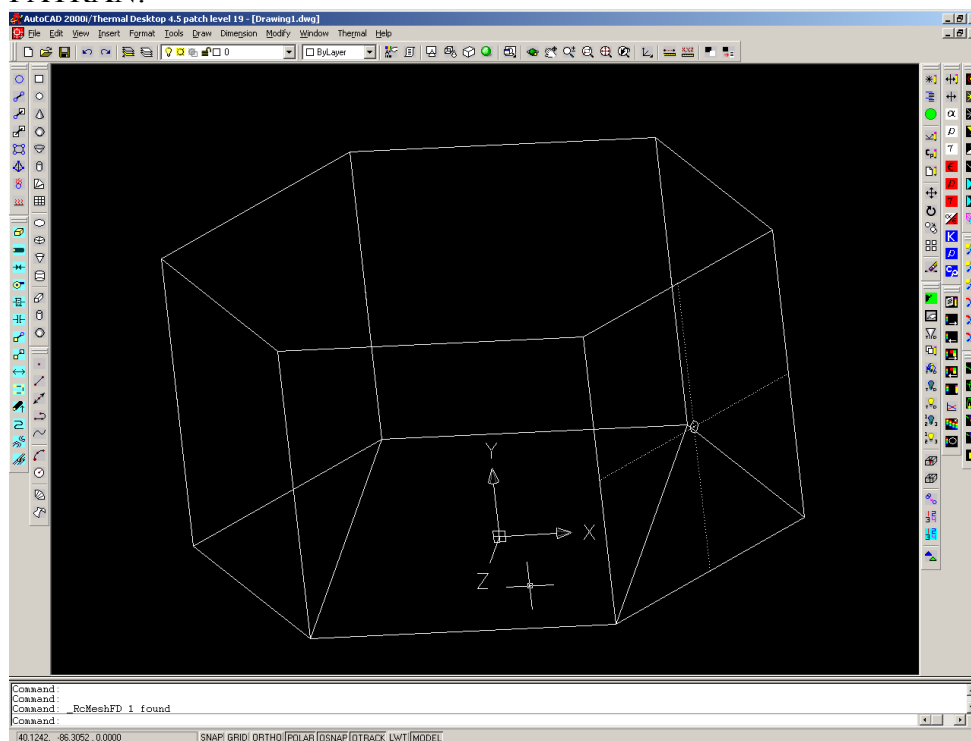 PATRAN.
AutoCAD 2000i/Thermal Desktop 4.5 patch level 19 - [Drawing1.dwg]
File Edit View Insert Format Tools Draw Dimension Modify Window Thermal Help
0 ByLayer
Y
X
Z
Command:
Command:
Command: _RcMeshFD 1 found
Command:
40.1242, -86.3052 , 0.0000 SNAP GRID ORTHO POLAR OSNAP OTRACK LWT MODEL